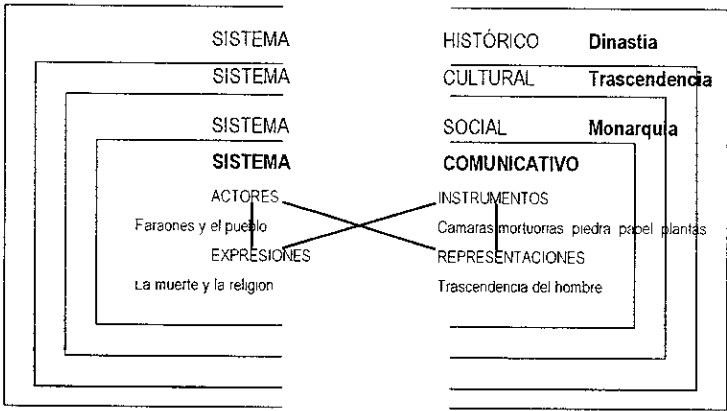 SISTEMA HISTÓRICO Dinastia
SISTEMA CULTURAL Trascendencia
SISTEMA SOCIAL Monarquia
SISTEMA COMUNICATIVO
ACTORES INSTRUMENTOS
Faraones y el pueblo Camaras mortuorias piedra papel plantas
EXPRESIONES REPRESENTACIONES
La muerte y la religion Trascendencia del hombre